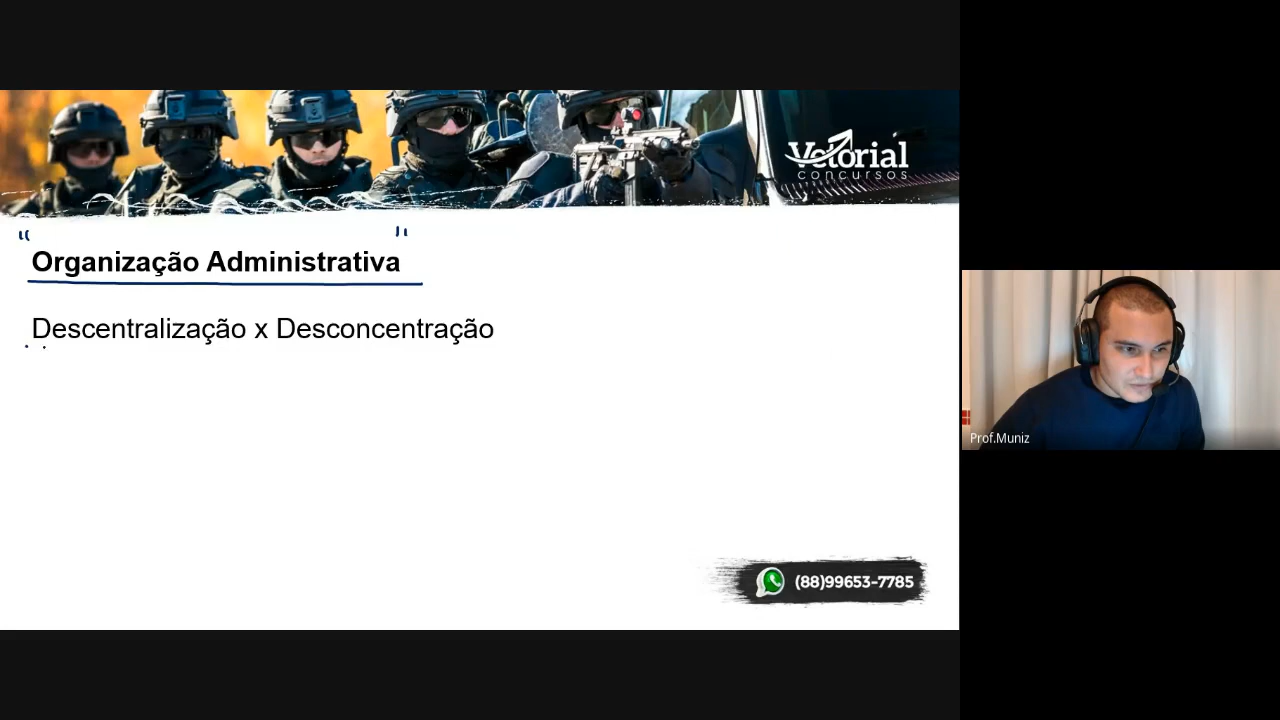 Vetorial
concursos
"Organização Administrativa"
Descentralização x Desconcentração
Prof.Muniz
(88)99653-7785